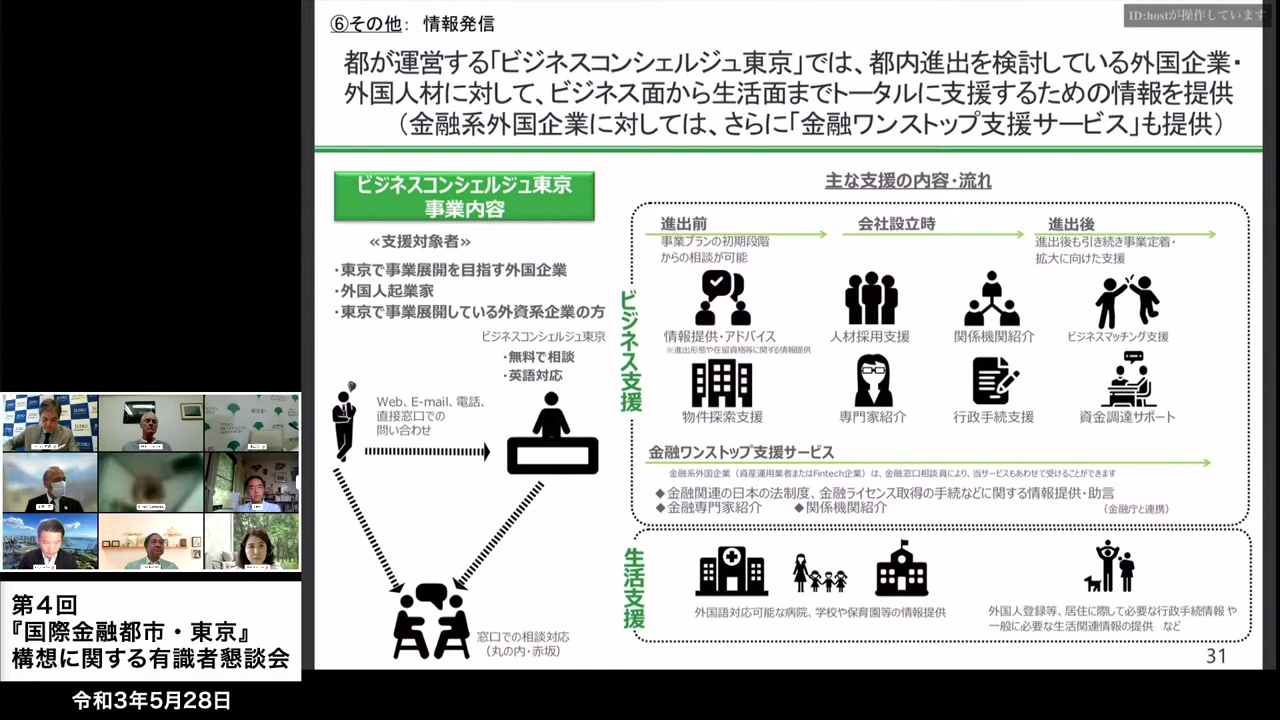 ⑥その他： 情報発信
ID:hostが操作しています
都が運営する「ビジネスコンシェルジュ東京」では、都内進出を検討している外国企業・
外国人材に対して、ビジネス面から生活面までトータルに支援するための情報を提供
（金融系外国企業に対しては、さらに「金融ワンストップ支援サービス」も提供）
ビジネスコンシェルジュ東京
事業内容
≪支援対象者≫
・東京で事業展開を目指す外国企業
・外国人起業家
・東京で事業展開している外資系企業の方
ビジネスコンシェルジュ東京
・無料で相談
・英語対応
Web、E-mail、電話、
直接窓口での
問い合わせ
窓口での相談対応
（丸の内・赤坂）
主な支援の内容・流れ
ビジネス支援
進出前
事業プランの初期段階
からの相談が可能
会社設立時
進出後
進出後も引き続き事業定着・
拡大に向けた支援
情報提供・アドバイス
※進出形態や在留資格等に関する情報提供
人材採用支援
関係機関紹介
ビジネスマッチング支援
物件探索支援
専門家紹介
行政手続支援
資金調達サポート
金融ワンストップ支援サービス
金融系外国企業（資産運用業者またはFintech企業）は、金融窓口相談員により、当サービスもあわせて受けることができます
◆金融関連の日本の法制度、金融ライセンス取得の手続などに関する情報提供・助言
◆金融専門家紹介 ◆関係機関紹介 （金融庁と連携）
生活支援
外国語対応可能な病院、学校や保育園等の情報提供
外国人登録等、居住に際して必要な行政手続情報や
一般に必要な生活関連情報の提供 など
31
第4回
『国際金融都市・東京』
構想に関する有識者懇談会
令和3年5月28日